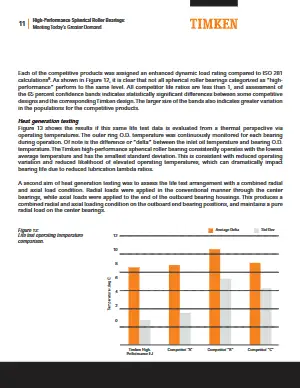 11
High-Performance Spherical Roller Bearings:
Meeting Today's Greater Demand
TIMKEN
Each of the competitive products was assigned an enhanced dynamic load rating compared to ISO 281
calculations⁶. As shown in Figure 12, it is clear that not all spherical roller bearings categorized as "high-
performance" perform to the same level. All competitor life ratios are less than 1, and assessment of
the 65 percent confidence bands indicates statistically significant differences between some competitive
designs and the corresponding Timken design. The larger size of the bands also indicates greater variation
in the populations for the competitive products.
Heat generation testing
Figure 13 shows the results if this same life test data is evaluated from a thermal perspective via
operating temperatures. The outer ring O.D. temperature was continuously monitored for each bearing
during operation. Of note is the difference or "delta" between the inlet oil temperature and bearing O.D.
temperature. The Timken high-performance spherical roller bearing consistently operates with the lowest
average temperature and has the smallest standard deviation. This is consistent with reduced operating
variation and reduced likelihood of elevated operating temperatures, which can dramatically impact
bearing life due to reduced lubrication lambda ratios.
A second aim of heat generation testing was to assess the life test arrangement with a combined radial
and axial load condition. Radial loads were applied in the conventional manner through the center
bearings, while axial loads were applied to the end of the outboard bearing housings. This produces a
combined radial and axial loading condition on the outboard end bearing positions, and maintains a pure
radial load on the center bearings.
Figure 13:
Life test operating temperature
comparison.
Average Delta
Std Dev
12
10
8
6
4
2
0
Temperature in deg C
Timken High
Performance EJ
Competitor "A"
Competitor "B"
Competitor "C"